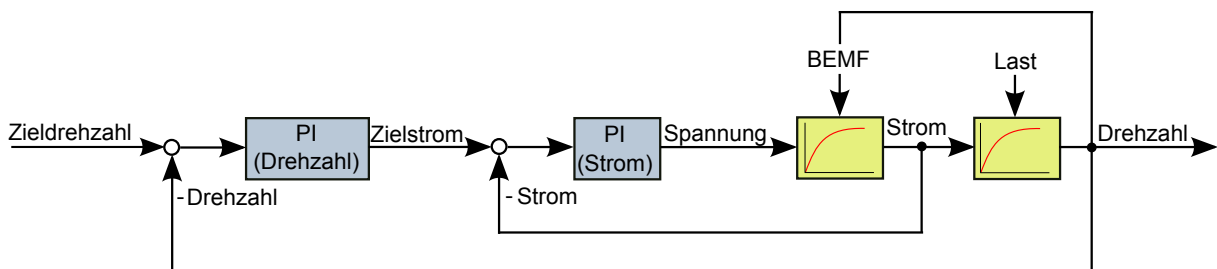 BEMF
Last
Zieldrehzahl
PI
(Drehzahl)
Zielstrom
PI
(Strom)
Spannung
Strom
Drehzahl
-Drehzahl
- Strom